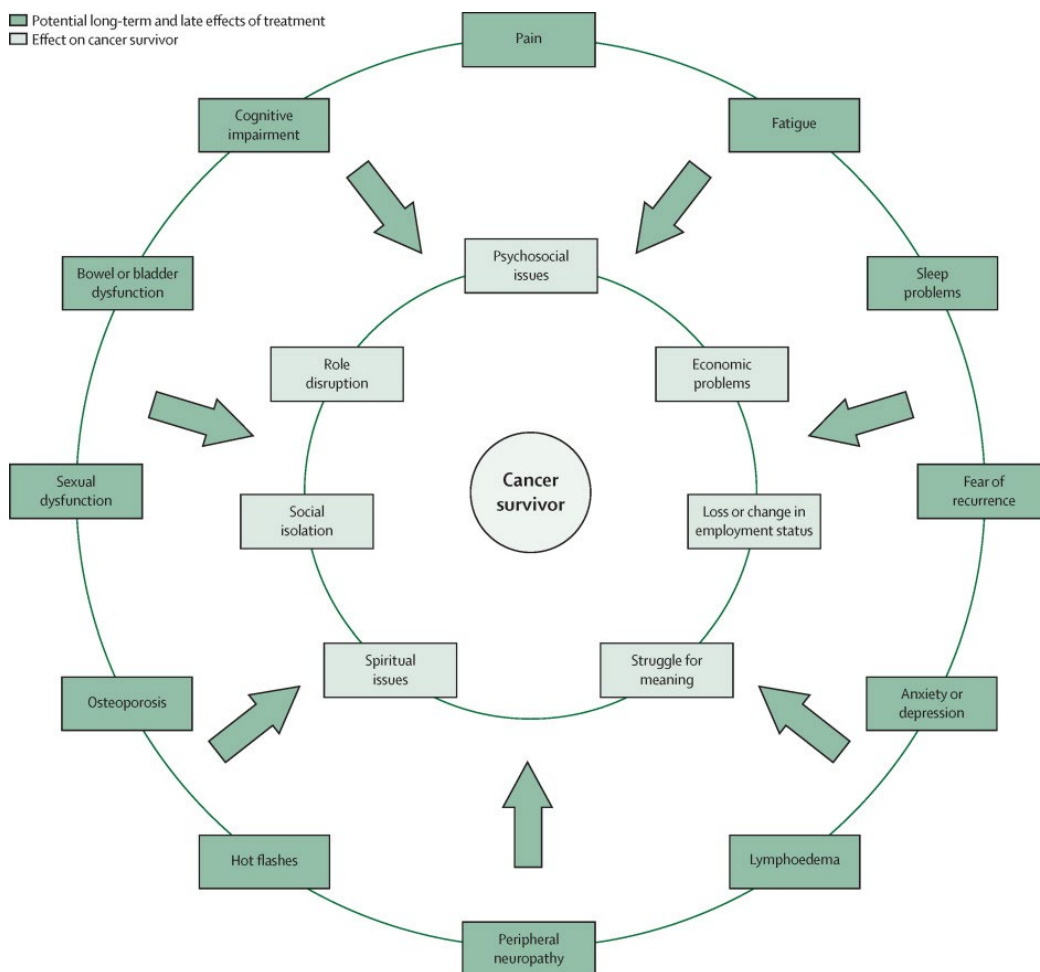 Potential long-term and late effects of treatment
Effect on cancer survivor
Pain
Cognitive
impairment
Fatigue
Psychosocial
issues
Bowel or bladder
dysfunction
Sleep
problems
Role
disruption
Economic
problems
Cancer
survivor
Sexual
dysfunction
Social
isolation
Loss or change in
employment status
Fear of
recurrence
Spiritual
issues
Struggle for
meaning
Osteoporosis
Anxiety or
depression
Hot flashes
Lymphoedema
Peripheral
neuropathy